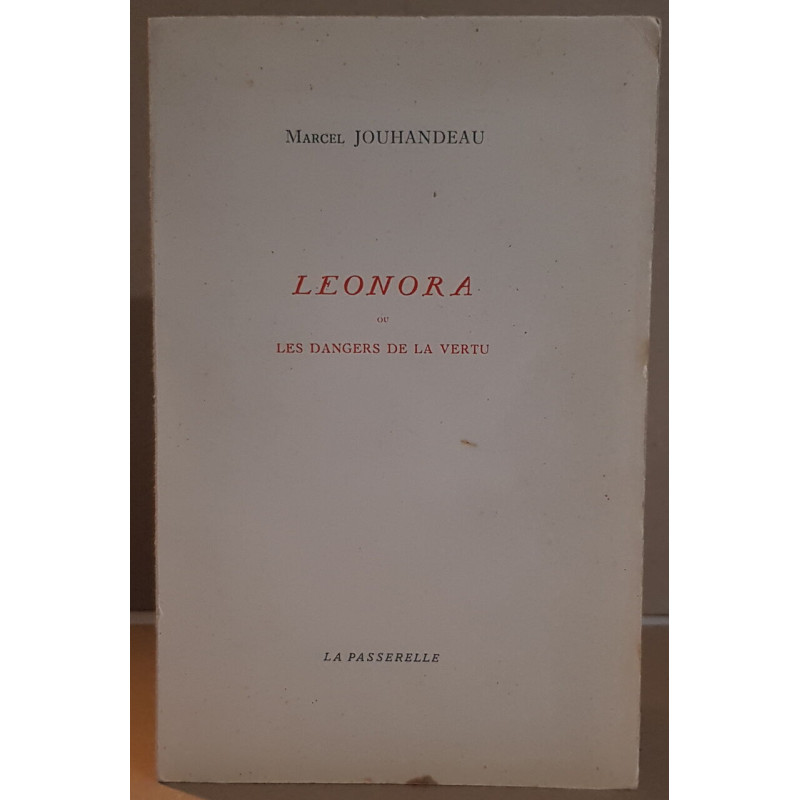 Marcel JOUHANDEAU
LEONORA
ou
LES DANGERS DE LA VERTU
LA PASSERELLE